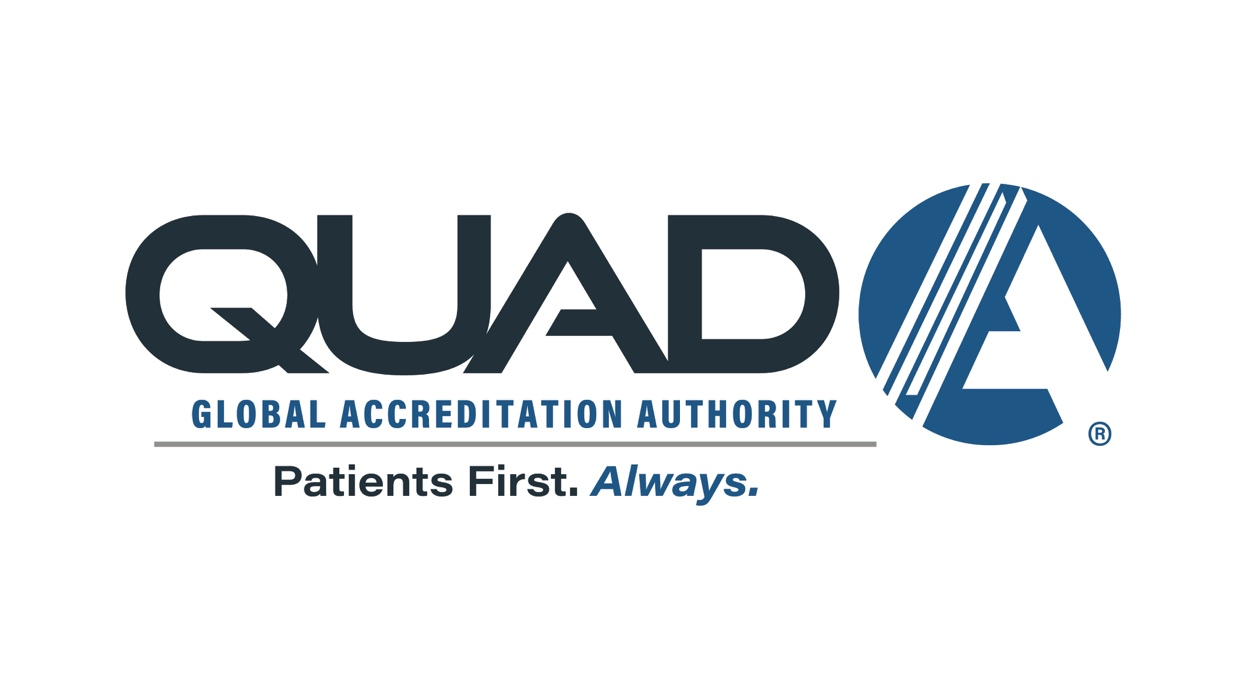 QUAD A ®
GLOBAL ACCREDITATION AUTHORITY
Patients First. Always.